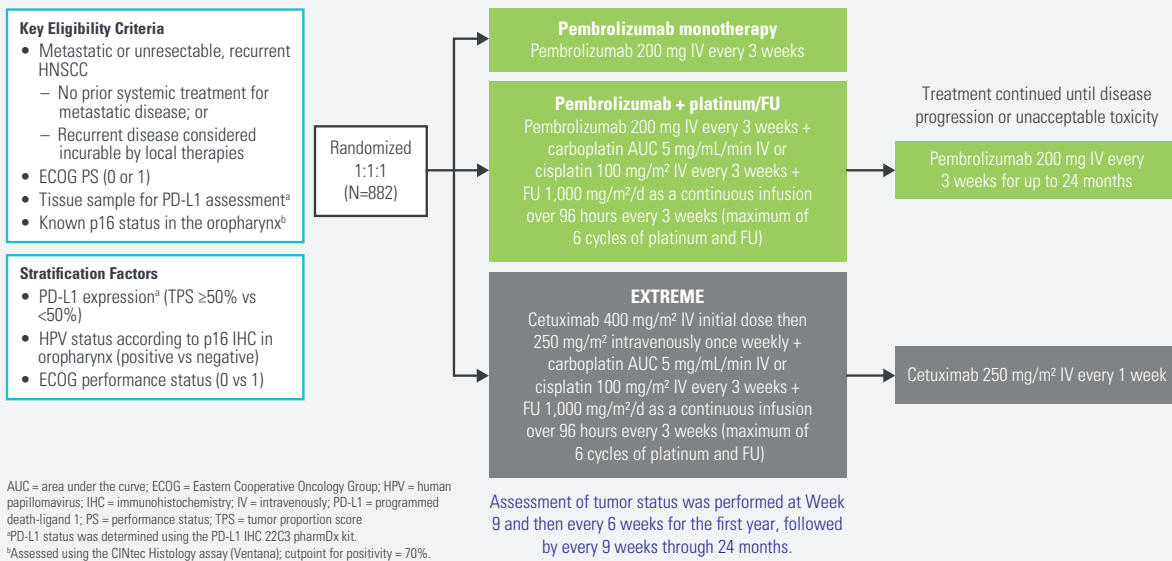 Key Eligibility Criteria
• Metastatic or unresectable, recurrent
HNSCC
– No prior systemic treatment for
metastatic disease; or
– Recurrent disease considered
incurable by local therapies
• ECOG PS (0 or 1)
• Tissue sample for PD-L1 assessmentᵃ
• Known p16 status in the oropharynxᵇ
Stratification Factors
• PD-L1 expressionᵃ (TPS ≥50% vs
<50%)
• HPV status according to p16 IHC in
oropharynx (positive vs negative)
• ECOG performance status (0 vs 1)
Randomized
1:1:1
(N=882)
Pembrolizumab monotherapy
Pembrolizumab 200 mg IV every 3 weeks
Pembrolizumab + platinum/FU
Pembrolizumab 200 mg IV every 3 weeks +
carboplatin AUC 5 mg/mL/min IV or
cisplatin 100 mg/m² IV every 3 weeks +
FU 1,000 mg/m²/d as a continuous infusion
over 96 hours every 3 weeks (maximum of
6 cycles of platinum and FU)
EXTREME
Cetuximab 400 mg/m² IV initial dose then
250 mg/m² intravenously once weekly +
carboplatin AUC 5 mg/mL/min IV or
cisplatin 100 mg/m² IV every 3 weeks +
FU 1,000 mg/m²/d as a continuous infusion
over 96 hours every 3 weeks (maximum of
6 cycles of platinum and FU)
Treatment continued until disease
progression or unacceptable toxicity
Pembrolizumab 200 mg IV every
3 weeks for up to 24 months
Cetuximab 250 mg/m² IV every 1 week
Assessment of tumor status was performed at Week
9 and then every 6 weeks for the first year, followed
by every 9 weeks through 24 months.
AUC = area under the curve; ECOG = Eastern Cooperative Oncology Group; HPV = human
papillomavirus; IHC = immunohistochemistry; IV = intravenously; PD-L1 = programmed
death-ligand 1; PS = performance status; TPS = tumor proportion score
ᵃPD-L1 status was determined using the PD-L1 IHC 22C3 pharmDx kit.
ᵇAssessed using the CINtec Histology assay (Ventana); cutpoint for positivity = 70%.